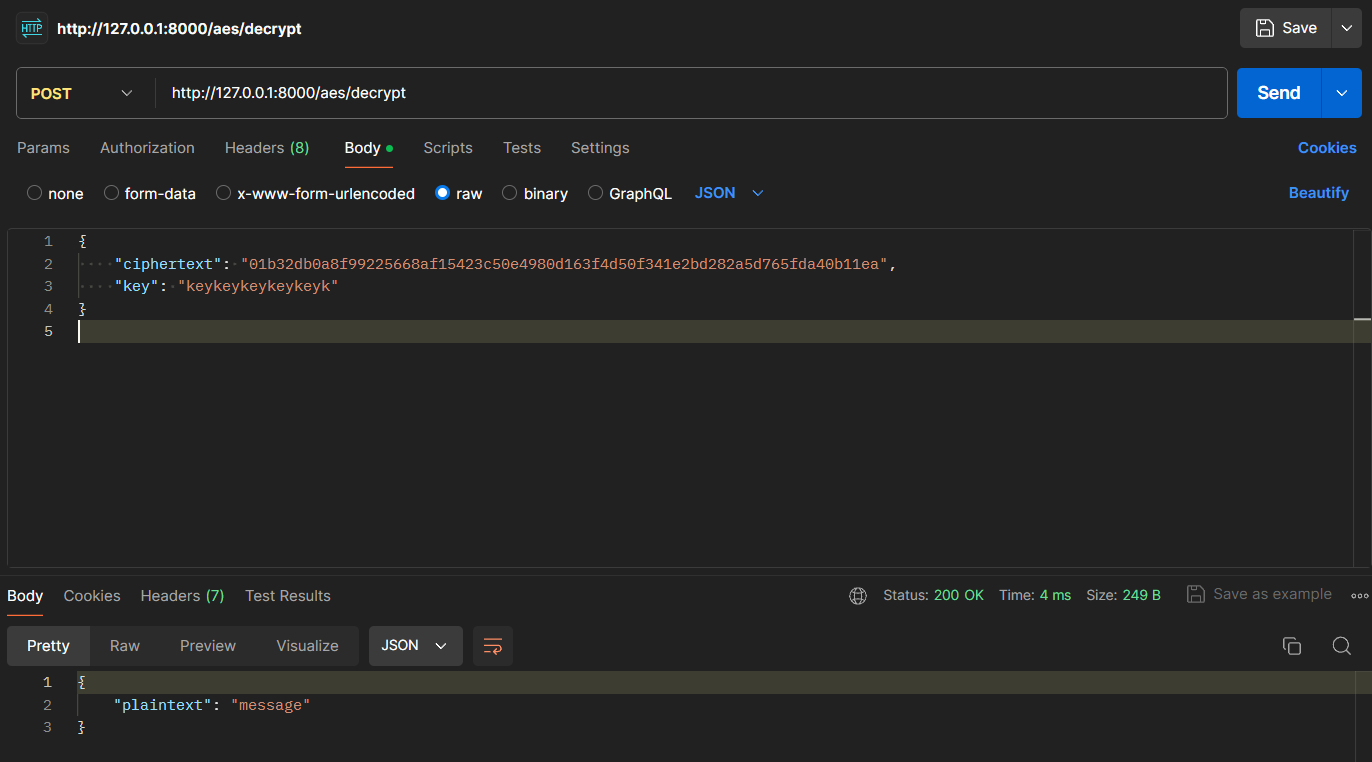 HTTP http://127.0.0.1:8000/aes/decrypt Save
POST http://127.0.0.1:8000/aes/decrypt Send
Params Authorization Headers (8) Body Scripts Tests Settings Cookies
none form-data x-www-form-urlencoded raw binary GraphQL JSON Beautify
1 {
2 ····"ciphertext":·"01b32db0a8f99225668af15423c50e4980d163f4d50f341e2bd282a5d765fda40b11ea",
3 ····"key":·"keykeykeykeykeyk"
4 }
5
Body Cookies Headers (7) Test Results Status: 200 OK Time: 4 ms Size: 249 B Save as example
Pretty Raw Preview Visualize JSON
1 {
2 "plaintext": "message"
3 }